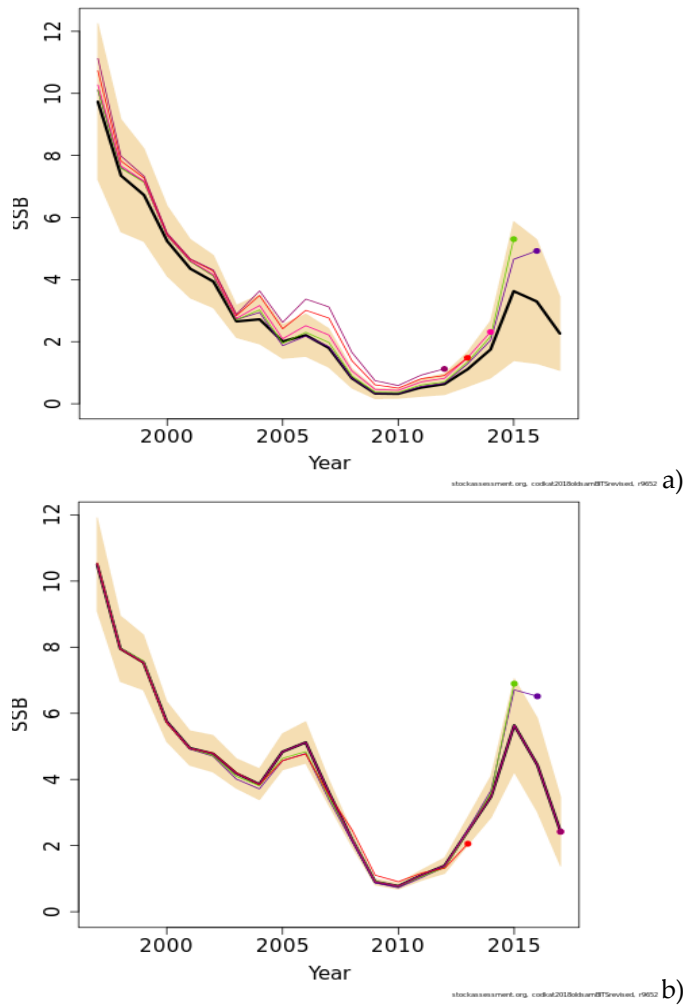 12
10
8
6
4
2
0
SSB
2000 2005 2010 2015
Year
stockassessment.org, codkat2018oldsamBITSrevised, r9652 a)
12
10
8
6
4
2
0
SSB
2000 2005 2010 2015
Year
stockassessment.org, codkat2018oldsamBITSrevised, r9652 b)